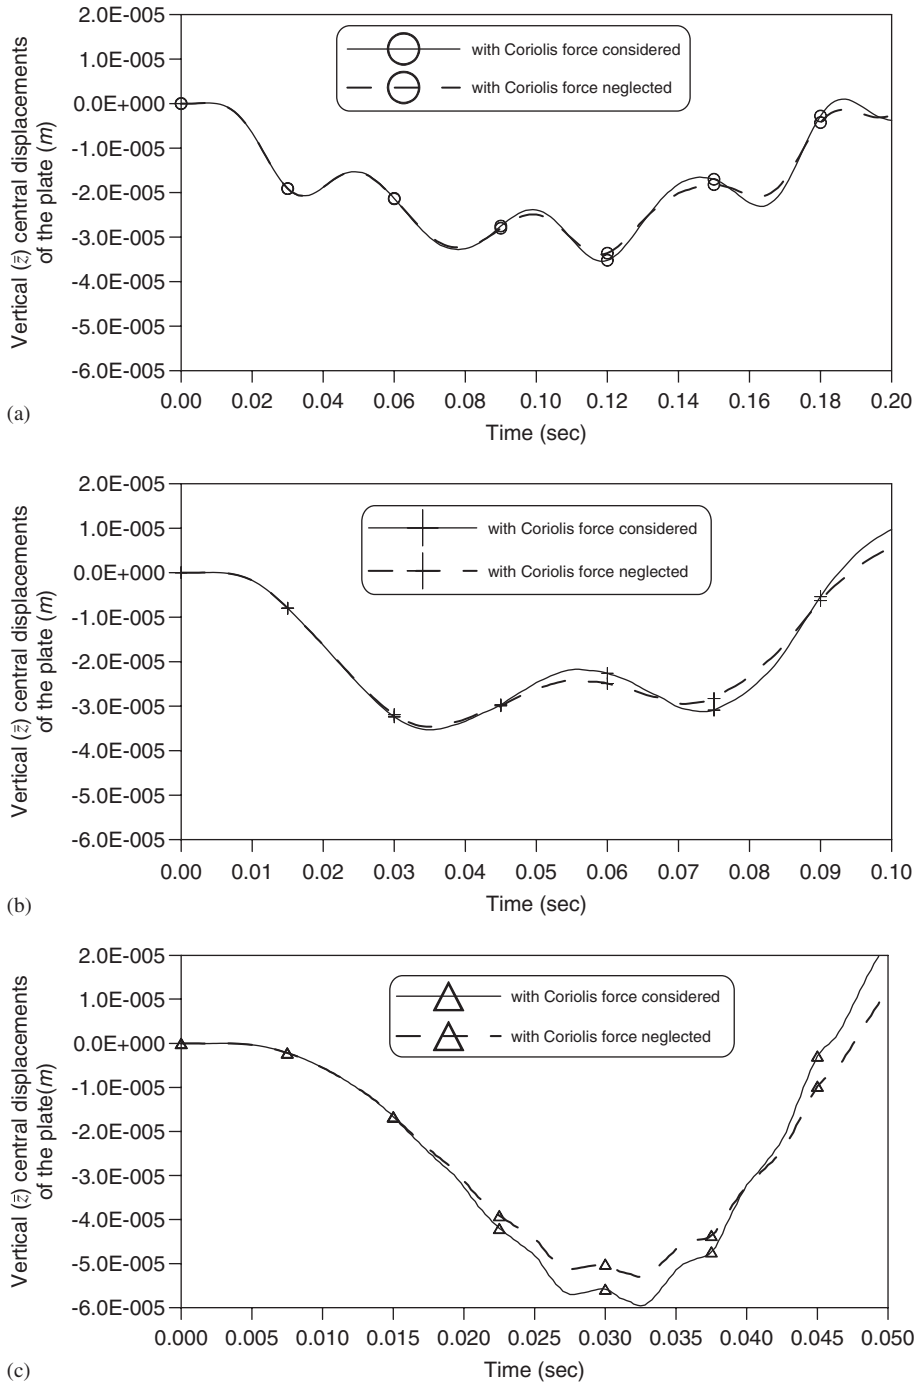 2.0E-005
1.0E-005
0.0E+000
-1.0E-005
-2.0E-005
-3.0E-005
-4.0E-005
-5.0E-005
-6.0E-005
Vertical (z̄) central displacements
of the plate (m)
with Coriolis force considered
with Coriolis force neglected
0.00 0.02 0.04 0.06 0.08 0.10 0.12 0.14 0.16 0.18 0.20
Time (sec)
(a)
2.0E-005
1.0E-005
0.0E+000
-1.0E-005
-2.0E-005
-3.0E-005
-4.0E-005
-5.0E-005
-6.0E-005
Vertical (z̄) central displacements
of the plate (m)
with Coriolis force considered
with Coriolis force neglected
0.00 0.01 0.02 0.03 0.04 0.05 0.06 0.07 0.08 0.09 0.10
Time (sec)
(b)
2.0E-005
1.0E-005
0.0E+000
-1.0E-005
-2.0E-005
-3.0E-005
-4.0E-005
-5.0E-005
-6.0E-005
Vertical (z̄) central displacements
of the plate(m)
with Coriolis force considered
with Coriolis force neglected
0.000 0.005 0.010 0.015 0.020 0.025 0.030 0.035 0.040 0.045 0.050
Time (sec)
(c)